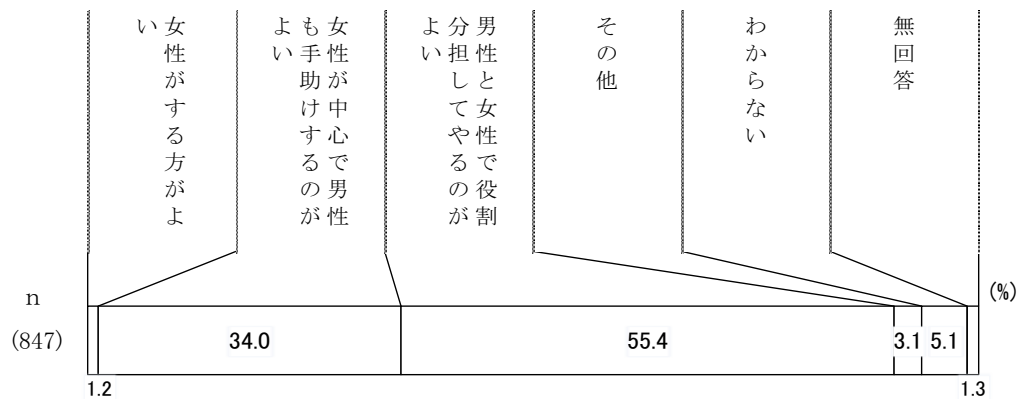 女性がする方がよ
い
女性が中心で男性
も手助けするのが
よい
男性と女性で役割
分担してやるのが
よい
その他
わからない
無回答
(%)
n
(847)
34.0
55.4
3.1
5.1
1.2
1.3